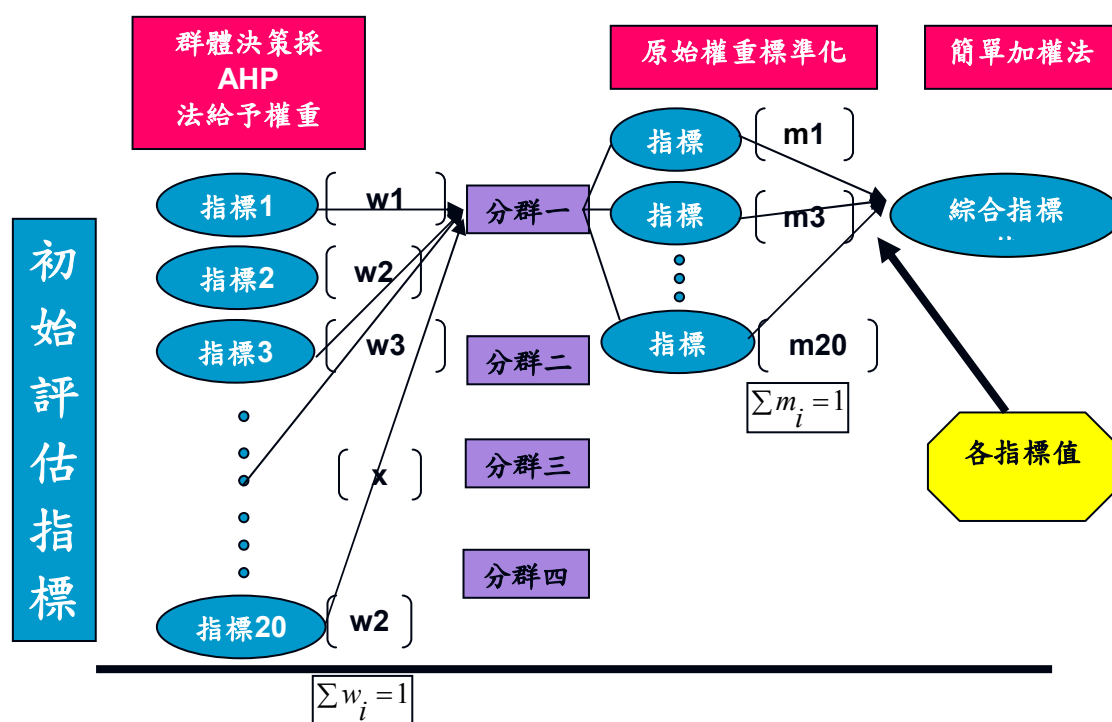 群體決策採
AHP
法給予權重
原始權重標準化
簡單加權法
初始評估指標
指標1
w1
指標2
w2
指標3
w3
x
指標20
w2
∑w_i=1
分群一
分群二
分群三
分群四
指標
m1
指標
m3
指標
m20
∑m_i=1
綜合指標
各指標值